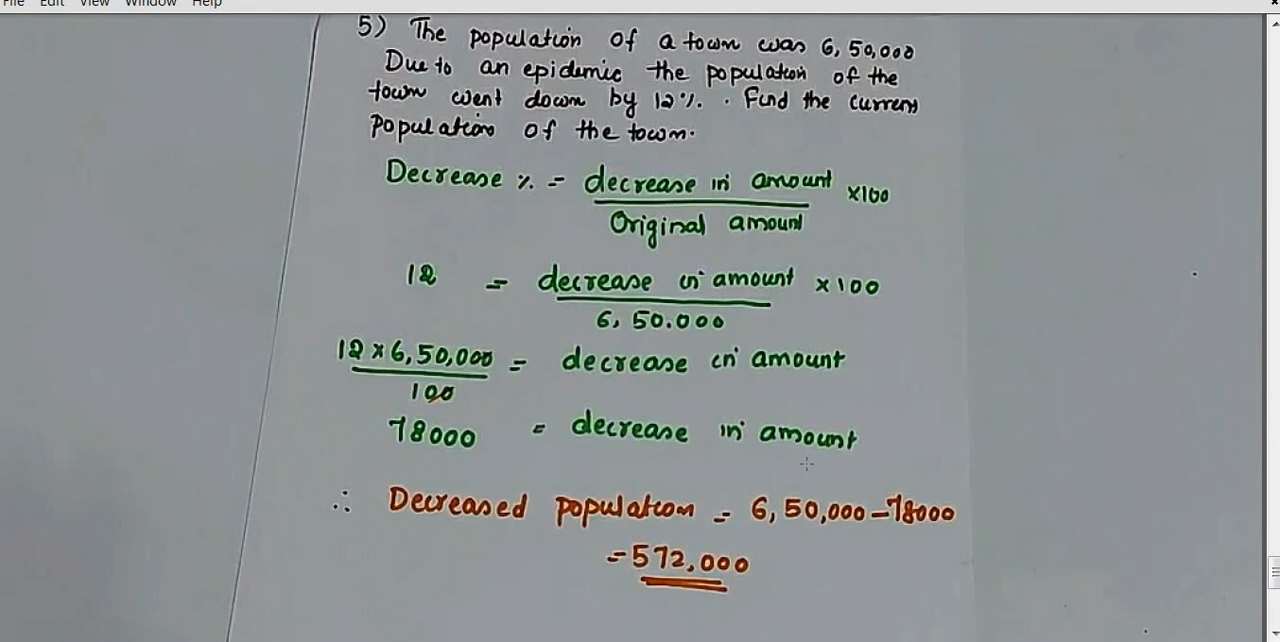 File Edit View Window Help
5) The population of a town was 6,50,000
Due to an epidemic the population of the
town went down by 12%. Find the current
population of the town.
Decrease % = decrease in amount ×100
Original amount
12 = decrease in amount ×100
6,50.000
12×6,50,000 = decrease in amount
100
78000 = decrease in amount
∴ Decreased population = 6,50,000-78000
=572,000